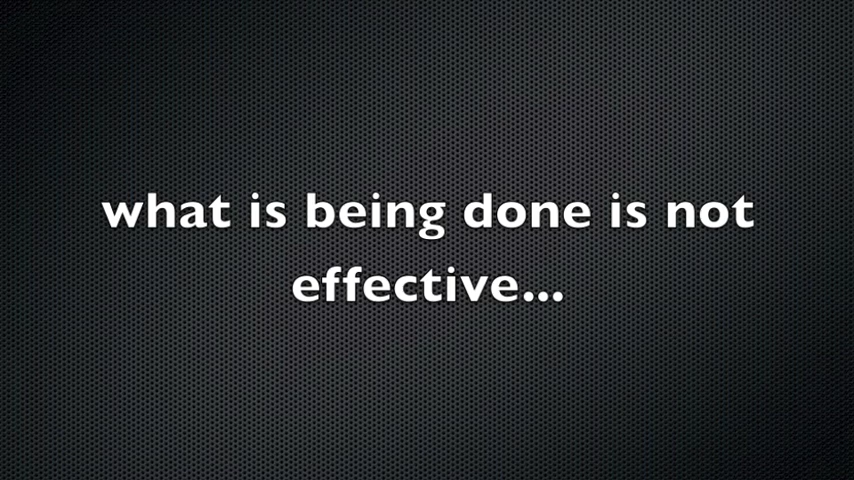 what is being done is not
effective...